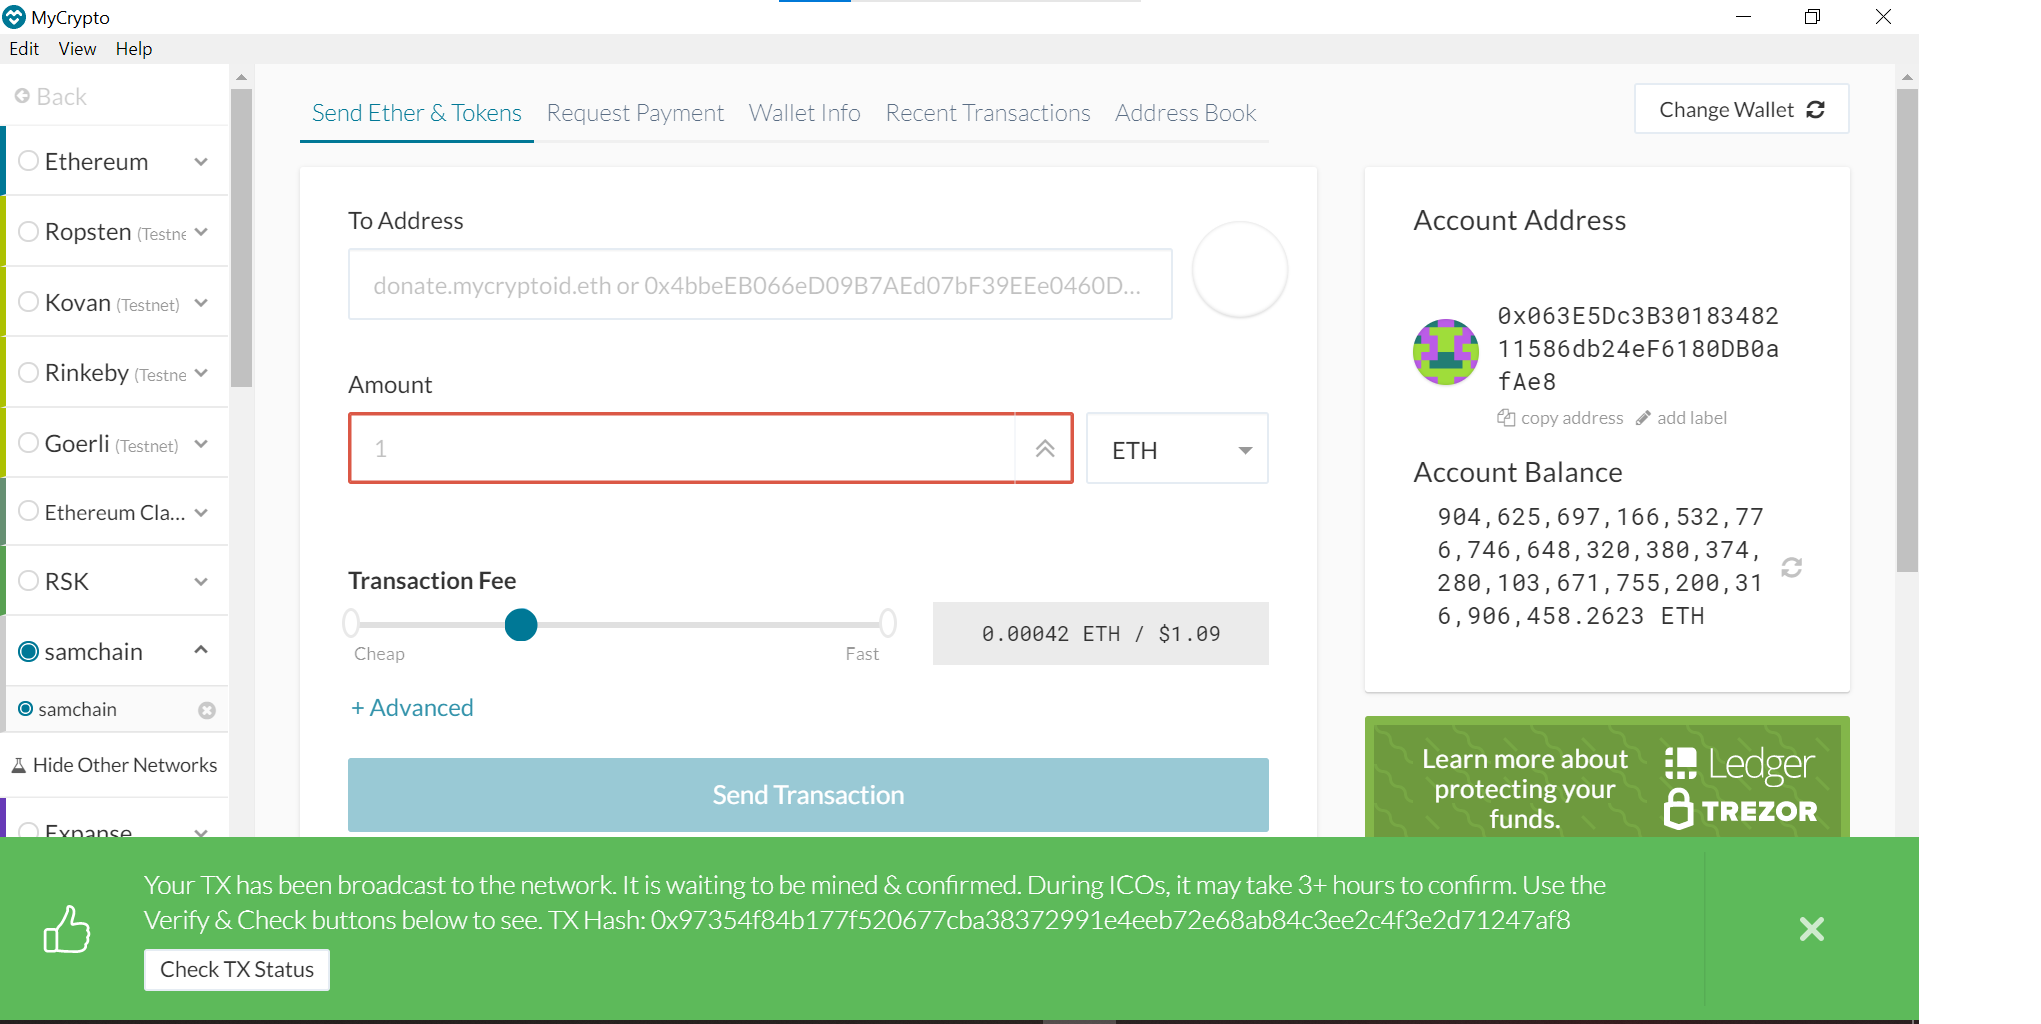 MyCrypto
Edit View Help
Back
Ethereum
Ropsten (Testne
Kovan (Testnet)
Rinkeby (Testne
Goerli (Testnet)
Ethereum Cla...
RSK
samchain
samchain
Hide Other Networks
Expanse
Send Ether & Tokens Request Payment Wallet Info Recent Transactions Address Book
Change Wallet
To Address
donate.mycryptoid.eth or 0x4bbeEB066eD09B7AEd07bF39EEe0460D...
Amount
1
ETH
Transaction Fee
Cheap
Fast
0.00042 ETH / $1.09
+ Advanced
Send Transaction
Account Address
0x063E5Dc3B30183482
11586db24eF6180DB0a
fAe8
copy address add label
Account Balance
904,625,697,166,532,77
6,746,648,320,380,374,
280,103,671,755,200,31
6,906,458.2623 ETH
Learn more about
protecting your
funds.
Ledger
TREZOR
Your TX has been broadcast to the network. It is waiting to be mined & confirmed. During ICOs, it may take 3+ hours to confirm. Use the
Verify & Check buttons below to see. TX Hash: 0x97354f84b177f520677cba38372991e4eeb72e68ab84c3ee2c4f3e2d71247af8
Check TX Status